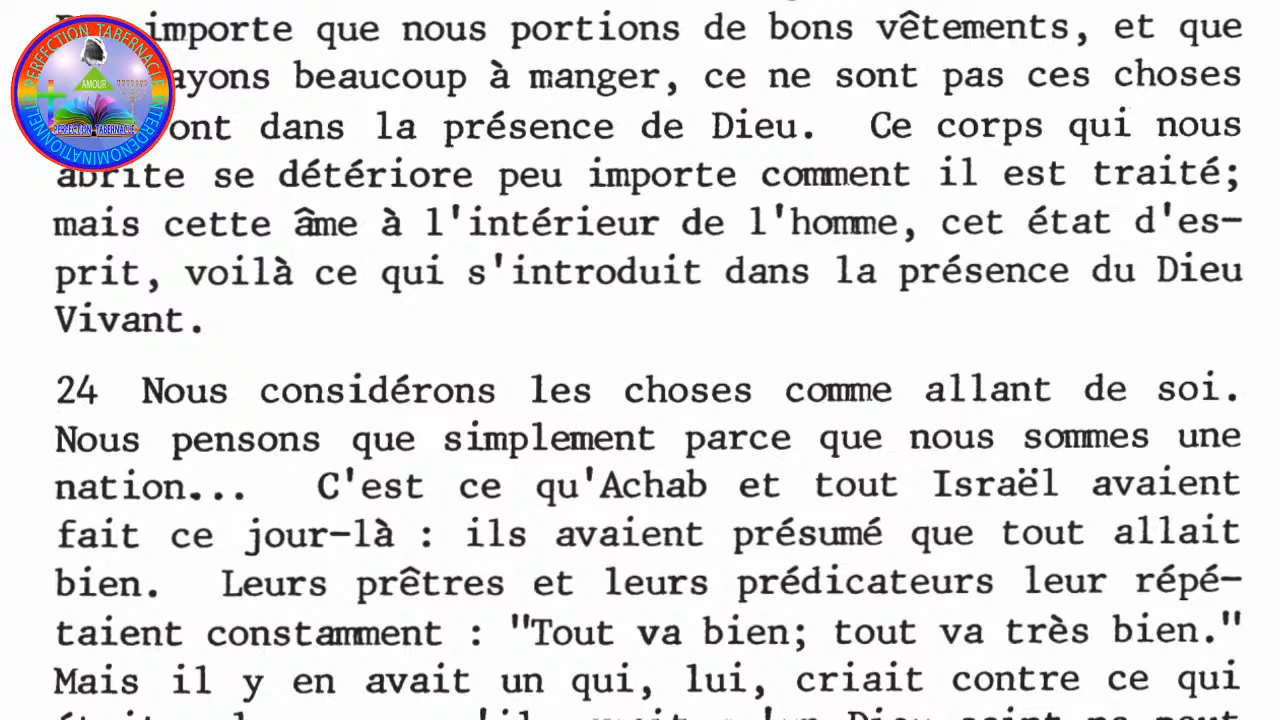 importe que nous portions de bons vêtements, et que
ayons beaucoup à manger, ce ne sont pas ces choses
ont dans la présence de Dieu. Ce corps qui nous
abrite se détériore peu importe comment il est traité;
mais cette âme à l'intérieur de l'homme, cet état d'es-
prit, voilà ce qui s'introduit dans la présence du Dieu
Vivant.
24 Nous considérons les choses comme allant de soi.
Nous pensons que simplement parce que nous sommes une
nation... C'est ce qu'Achab et tout Israël avaient
fait ce jour-là : ils avaient présumé que tout allait
bien. Leurs prêtres et leurs prédicateurs leur répé-
taient constamment : "Tout va bien; tout va très bien."
Mais il y en avait un qui, lui, criait contre ce qui
PERFECTION TABERNACLE INTERDENOMINATIONNEL
AMOUR
PERFECTION TABERNACLE